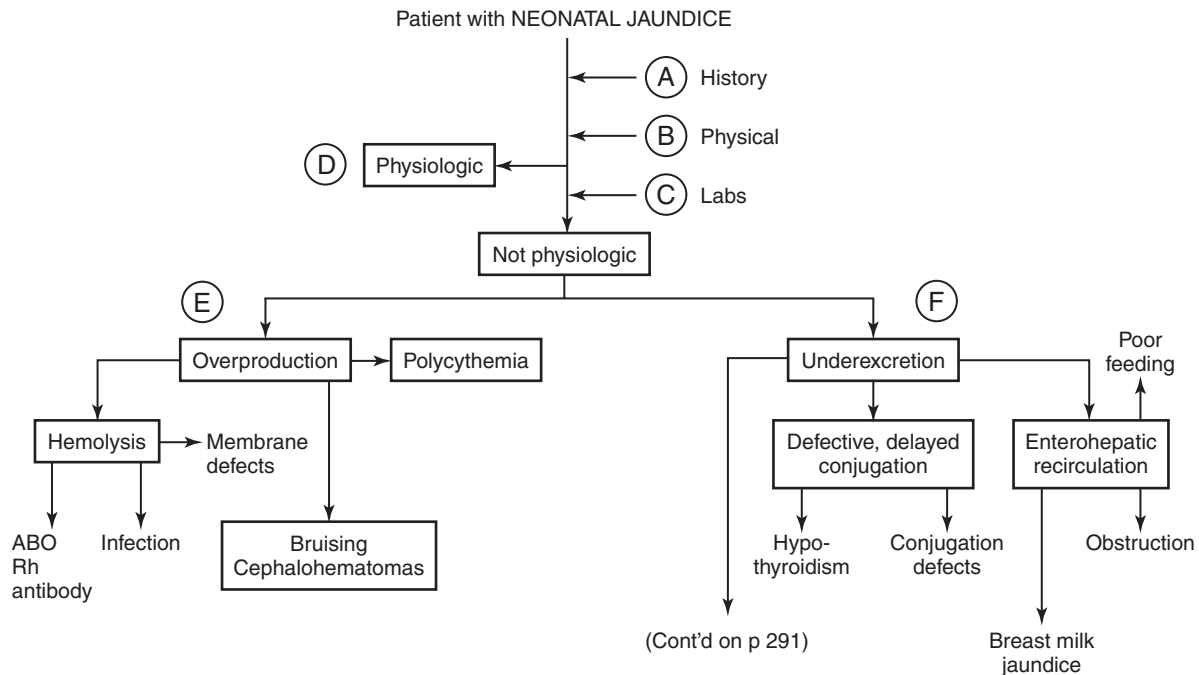 Patient with NEONATAL JAUNDICE
A History
B Physical
D Physiologic
C Labs
Not physiologic
E
F
Overproduction
Polycythemia
Underexcretion
Poor
feeding
Hemolysis
Membrane
defects
Defective, delayed
conjugation
Enterohepatic
recirculation
ABO
Rh
antibody
Infection
Bruising
Cephalohematomas
Hypo-
thyroidism
Conjugation
defects
Obstruction
(Cont'd on p 291)
Breast milk
jaundice